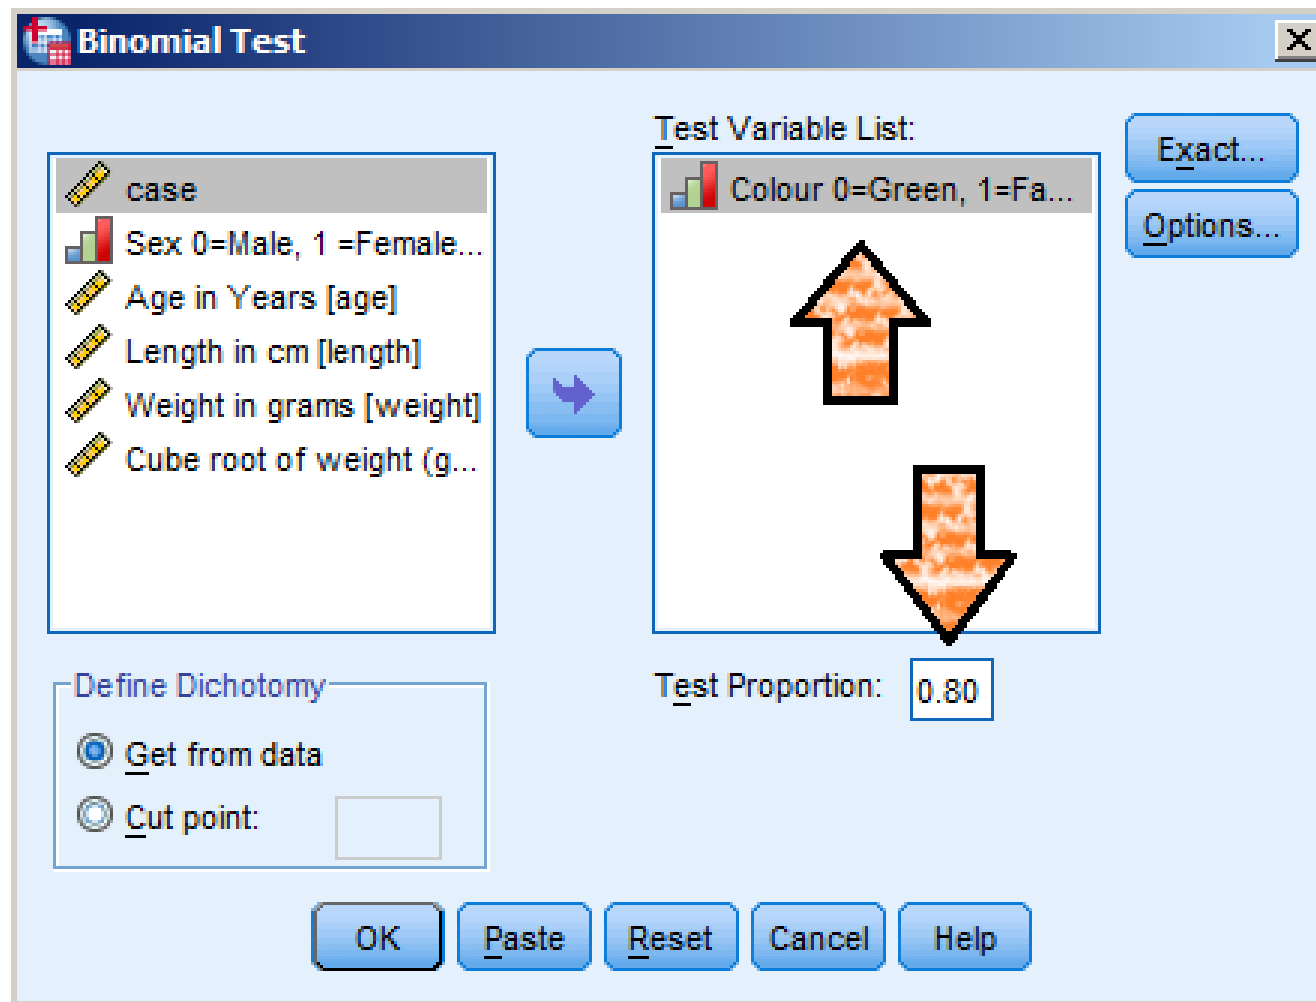 Binomial Test
case
Sex 0=Male, 1 =Female...
Age in Years [age]
Length in cm [length]
Weight in grams [weight]
Cube root of weight (g...
Test Variable List:
Colour 0=Green, 1=Fa...
Exact...
Options...
Define Dichotomy
Get from data
Cut point:
Test Proportion: 0.80
OK Paste Reset Cancel Help